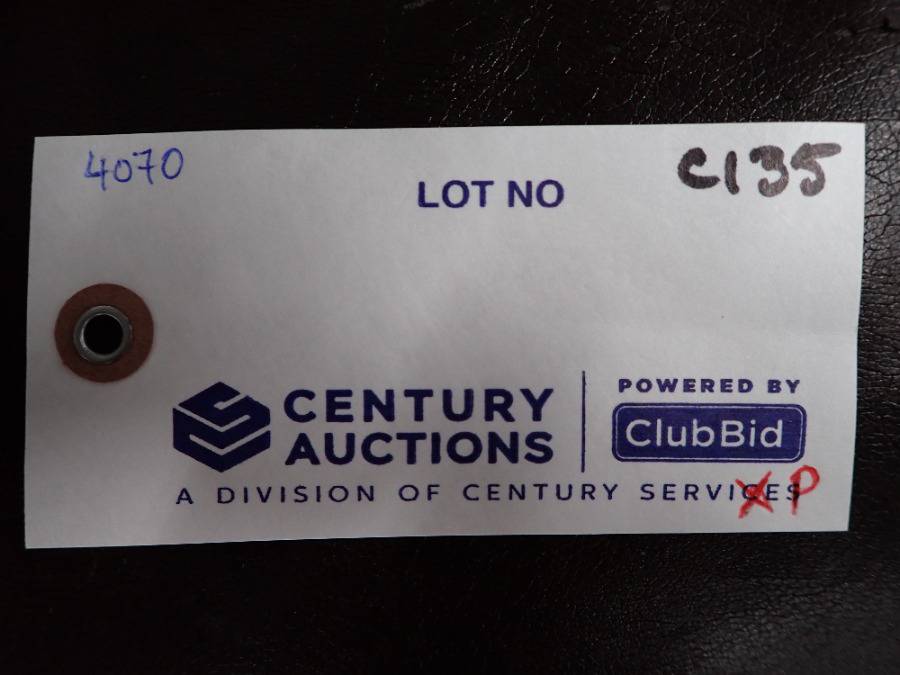 4070
LOT NO
C135
CENTURY
AUCTIONS
POWERED BY
ClubBid
A DIVISION OF CENTURY SERVICES
XP